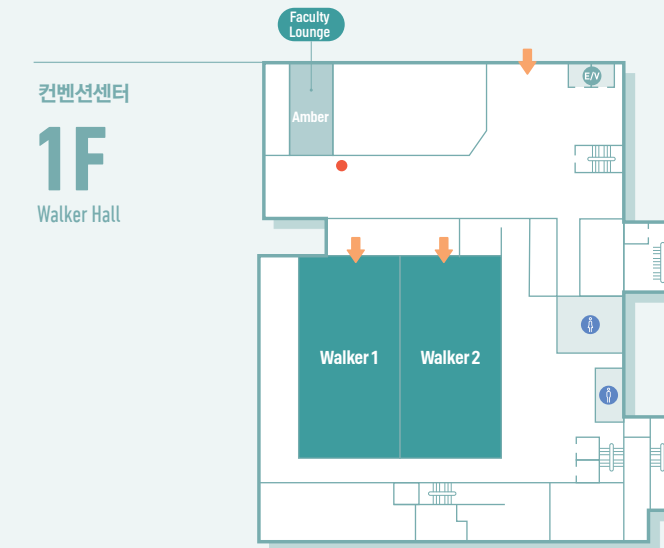 Faculty
Lounge
E/V
컨벤션센터
Amber
1F
Walker Hall
Walker 1
Walker 2